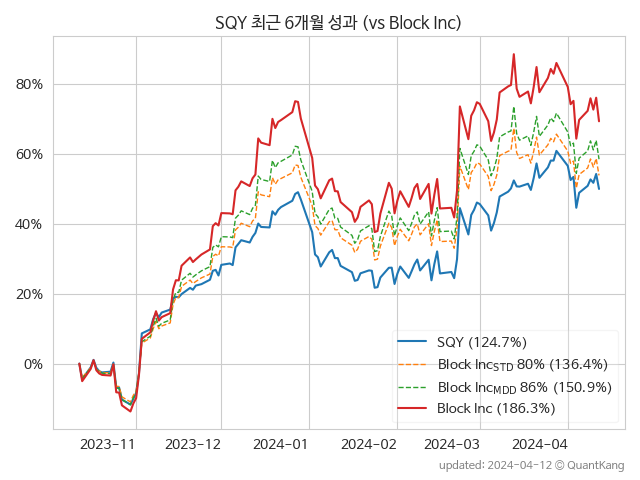 SQY 최근 6개월 성과 (vs Block Inc)
80%
60%
40%
20%
0%
SQY (124.7%)
Block IncSTD 80% (136.4%)
Block IncMDD 86% (150.9%)
Block Inc (186.3%)
2023-11 2023-12 2024-01 2024-02 2024-03 2024-04
updated: 2024-04-12 © QuantKang